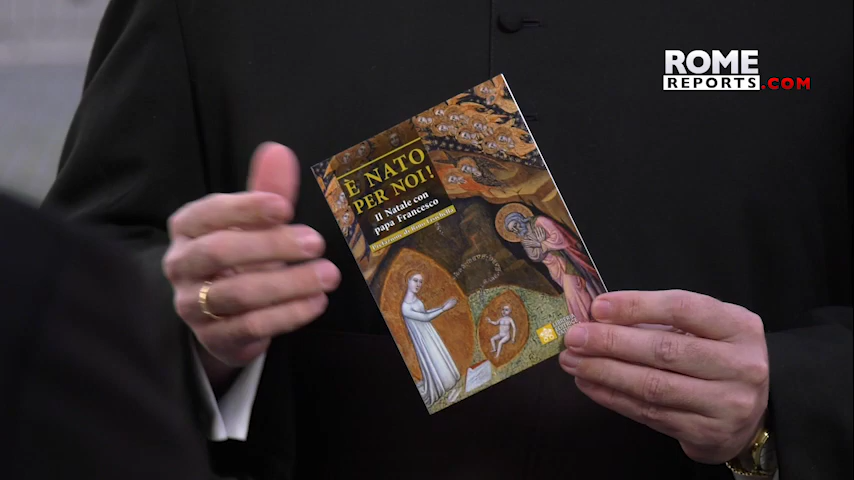 ROME
REPORTS.COM
È NATO
PER NOI!
Il Natale con
papa Francesco